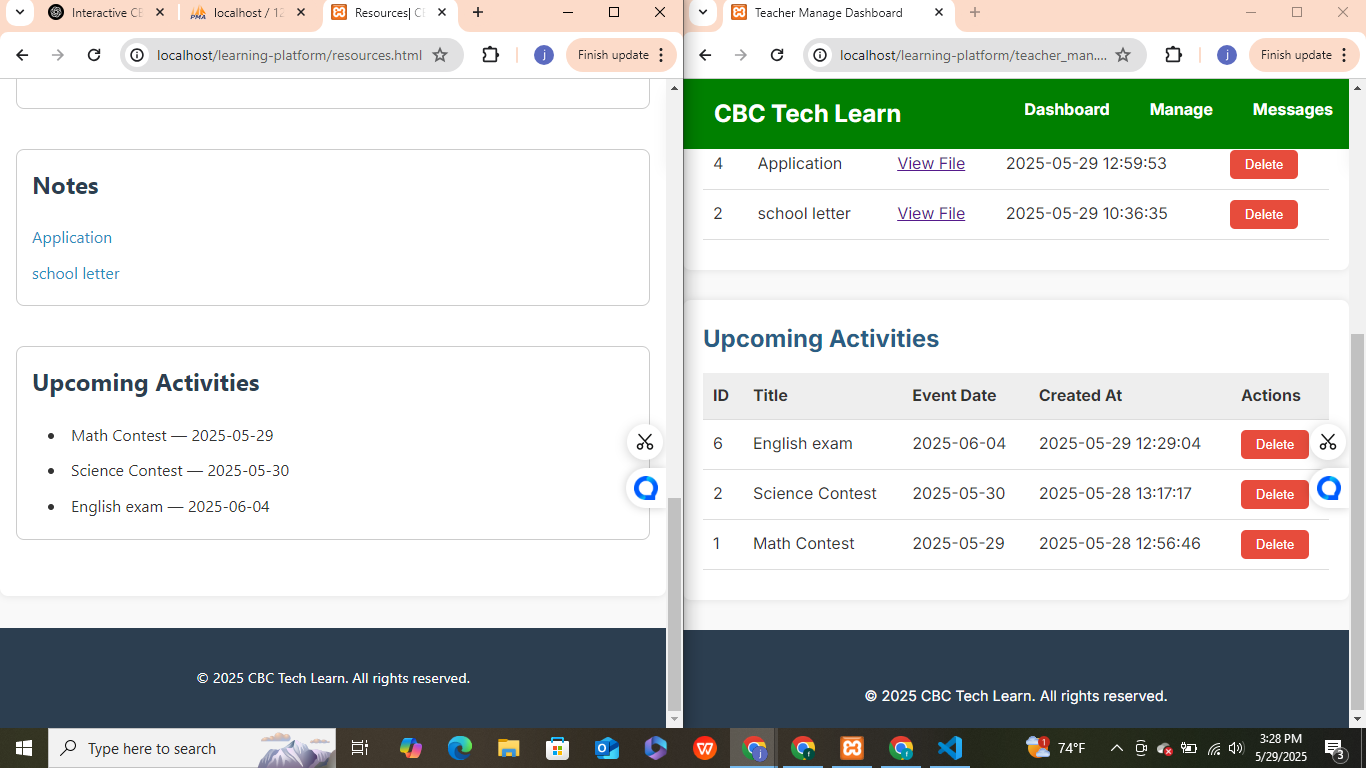 Interactive CB
localhost / 12
Resources| CB
localhost/learning-platform/resources.html
j
Finish update
Notes
Application
school letter
Upcoming Activities
Math Contest — 2025-05-29
Science Contest — 2025-05-30
English exam — 2025-06-04
© 2025 CBC Tech Learn. All rights reserved.
Teacher Manage Dashboard
localhost/learning-platform/teacher_man....
j
Finish update
CBC Tech Learn Dashboard Manage Messages
4 Application View File 2025-05-29 12:59:53 Delete
2 school letter View File 2025-05-29 10:36:35 Delete
Upcoming Activities
ID Title Event Date Created At Actions
6 English exam 2025-06-04 2025-05-29 12:29:04 Delete
2 Science Contest 2025-05-30 2025-05-28 13:17:17 Delete
1 Math Contest 2025-05-29 2025-05-28 12:56:46 Delete
© 2025 CBC Tech Learn. All rights reserved.
Type here to search
74°F
3:28 PM
5/29/2025
3